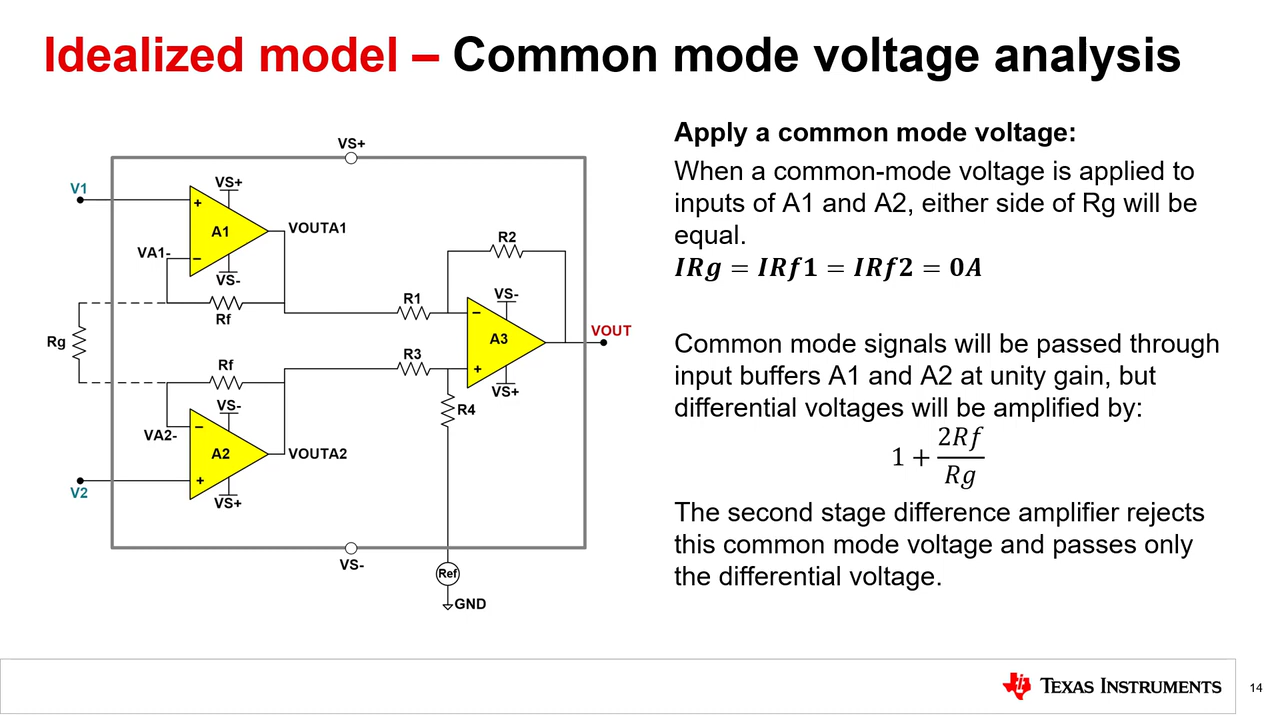 Idealized model – Common mode voltage analysis
VS+
V1
VS+
+
A1
VOUTA1
VA1-
–
VS-
Rf
Rg
Rf
VS-
VA2-
–
A2
VOUTA2
+
VS+
V2
VS-
R2
R1
VS-
–
A3
VOUT
R3
+
VS+
R4
Ref
GND
Apply a common mode voltage:
When a common-mode voltage is applied to
inputs of A1 and A2, either side of Rg will be
equal.
IRg = IRf1 = IRf2 = 0A
Common mode signals will be passed through
input buffers A1 and A2 at unity gain, but
differential voltages will be amplified by:
1 + 2Rf/Rg
The second stage difference amplifier rejects
this common mode voltage and passes only
the differential voltage.
TEXAS INSTRUMENTS
14